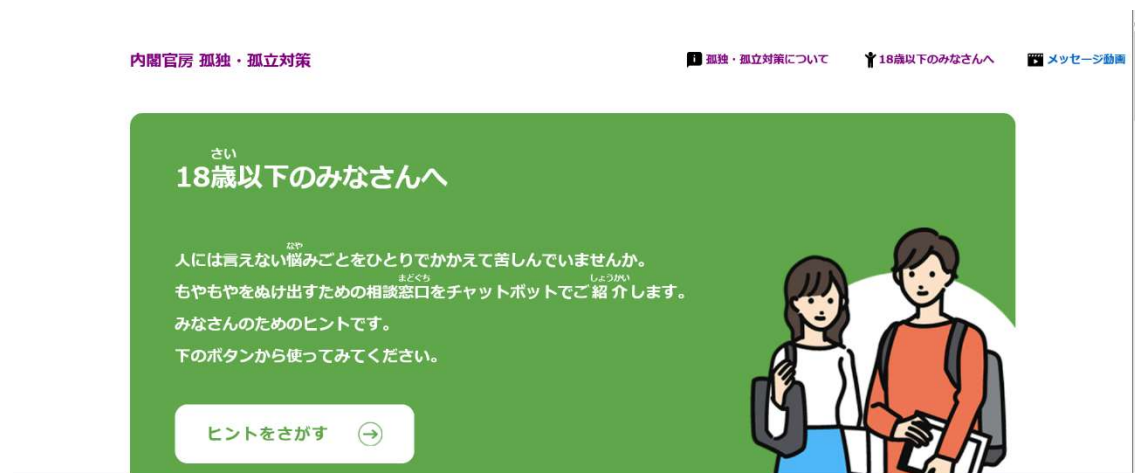 内閣官房 孤独・孤立対策
孤独・孤立対策について
18歳以下のみなさんへ
メッセージ動画
さい
18歳以下のみなさんへ
なや
人には言えない悩みごとをひとりでかかえて苦しんでいませんか。
まどぐち しょうかい
もやもやをぬけ出すための相談窓口をチャットボットでご紹介します。
みなさんのためのヒントです。
下のボタンから使ってみてください。
ヒントをさがす